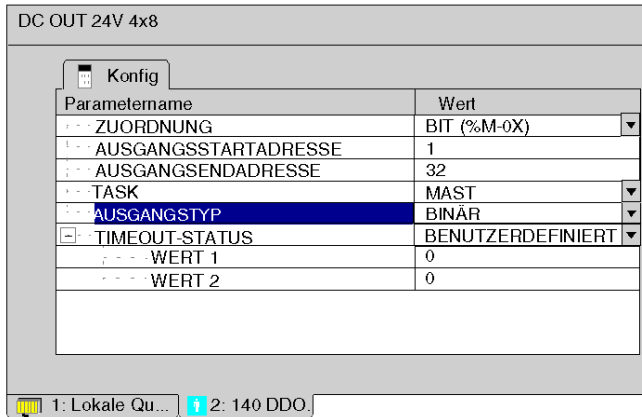 DC OUT 24V 4x8
Konfig
Parametername Wert
ZUORDNUNG BIT (%M-0X)
AUSGANGSSTARTADRESSE 1
AUSGANGSENDADRESSE 32
TASK MAST
AUSGANGSTYP BINÄR
TIMEOUT-STATUS BENUTZERDEFINIERT
WERT 1 0
WERT 2 0
1: Lokale Qu... 2: 140 DDO.